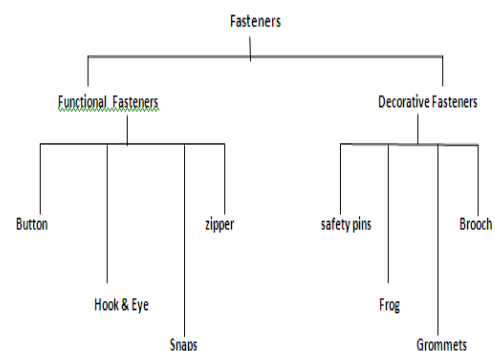 Fasteners
Functional Fasteners
Decorative Fasteners
Button
zipper
safety pins
Brooch
Hook & Eye
Frog
Snaps
Grommets